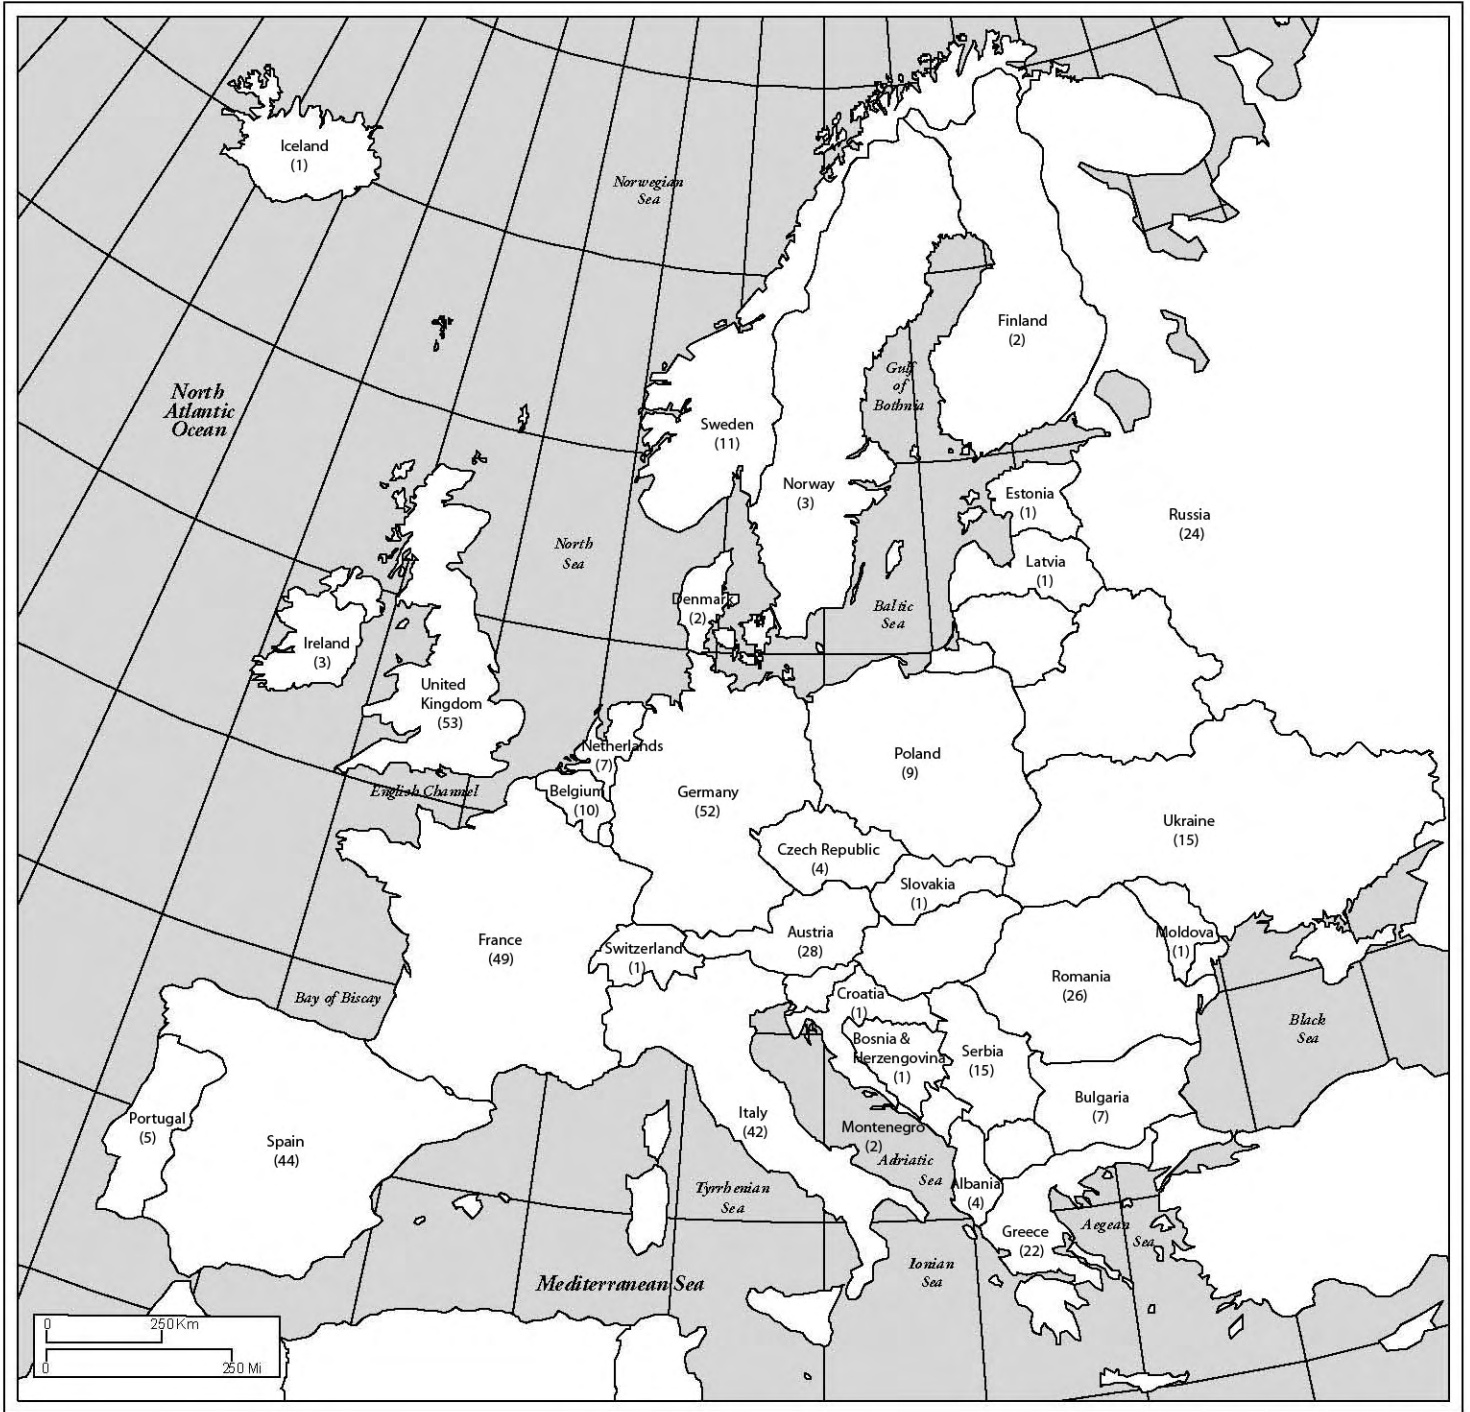 Iceland
(1)
Norwegian
Sea
Finland
(2)
North
Atlantic
Ocean
Gulf
of
Bothnia
Sweden
(11)
Norway
(3)
Estonia
(1)
Russia
(24)
North
Sea
Latvia
(1)
Denmark
(2)
Baltic
Sea
Ireland
(3)
United
Kingdom
(53)
Netherlands
(7)
Poland
(9)
English Channel
Belgium
(10)
Germany
(52)
Ukraine
(15)
Czech Republic
(4)
Slovakia
(1)
France
(49)
Switzerland
(1)
Austria
(28)
Moldova
(1)
Romania
(26)
Bay of Biscay
Croatia
(1)
Black
Sea
Bosnia &
Herzengovina
(1)
Serbia
(15)
Bulgaria
(7)
Portugal
(5)
Spain
(44)
Italy
(42)
Montenegro
(2)
Adriatic
Sea
Tyrrhenian
Sea
Albania
(4)
Greece
(22)
Aegean
Sea
Ionian
Sea
Mediterranean Sea
0 250 Km
0 250 Mi